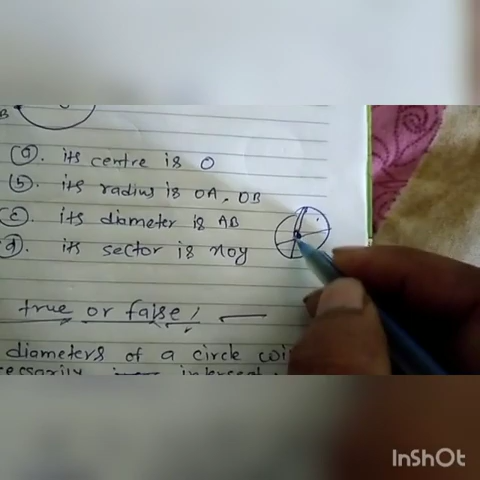 B
(a). its centre is O
(b). its radius is OA, OB
(c). its diameter is AB
(d). its sector is xoy
true or false!
diameters of a circle
InShOt